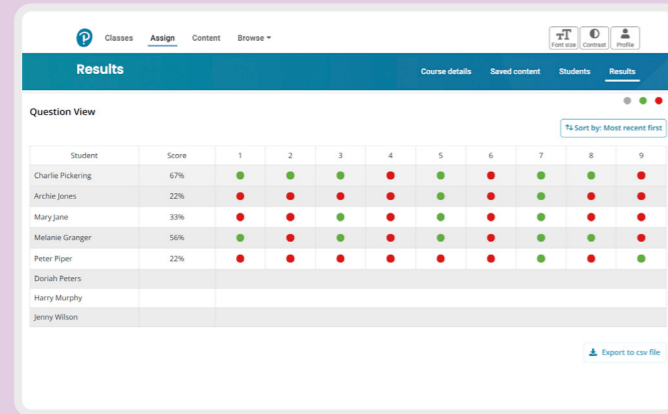 Classes Assign Content Browse
Font size Contrast Profile
Results
Course details Saved content Students Results
Question View
Sort by: Most recent first
Student Score 1 2 3 4 5 6 7 8 9
Charlie Pickering 67%
Archie Jones 22%
Mary Jane 33%
Melanie Granger 56%
Peter Piper 22%
Doriah Peters
Harry Murphy
Jenny Wilson
Export to csv file